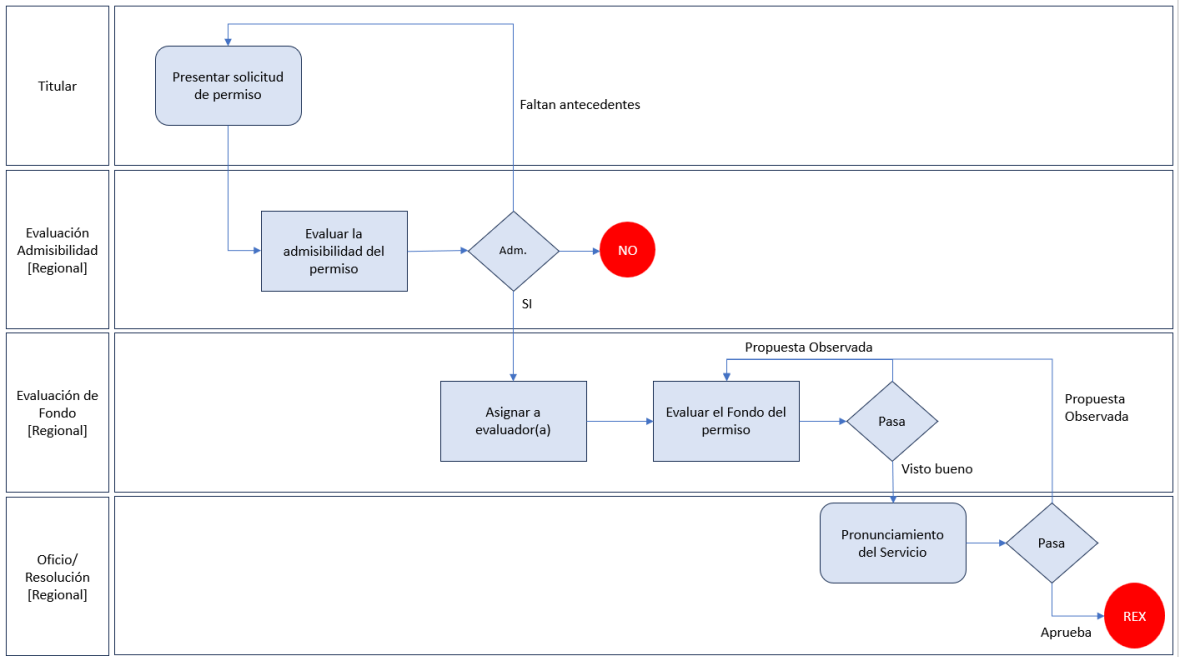 Titular
Presentar solicitud
de permiso
Faltan antecedentes
Evaluación
Admisibilidad
[Regional]
Evaluar la
admisibilidad del
permiso
Adm.
NO
SI
Evaluación de
Fondo
[Regional]
Asignar a
evaluador(a)
Propuesta Observada
Evaluar el Fondo del
permiso
Pasa
Visto bueno
Propuesta
Observada
Oficio/
Resolución
[Regional]
Pronunciamiento
del Servicio
Pasa
Aprueba
REX